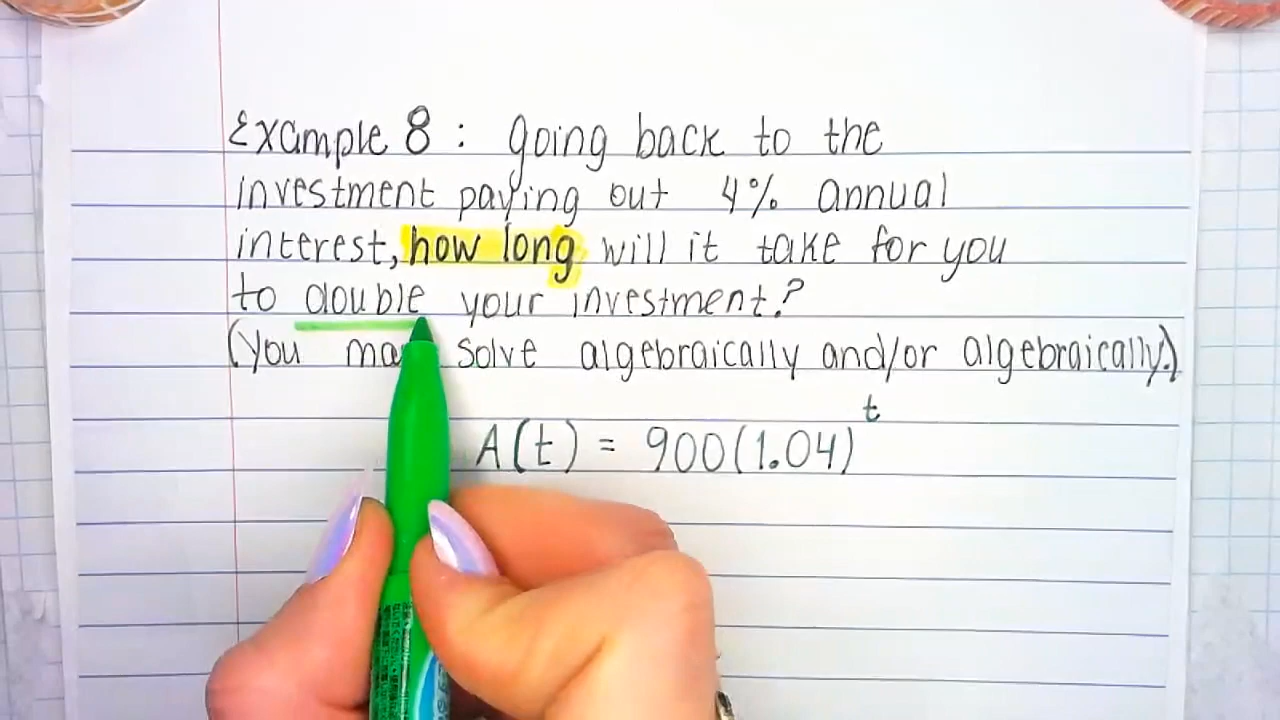 Example 8 : going back to the
investment paying out 4% annual
interest, how long will it take for you
to double your investment?
(you solve algebraically and/or algebraically.)
A(t) = 900(1.04)^t